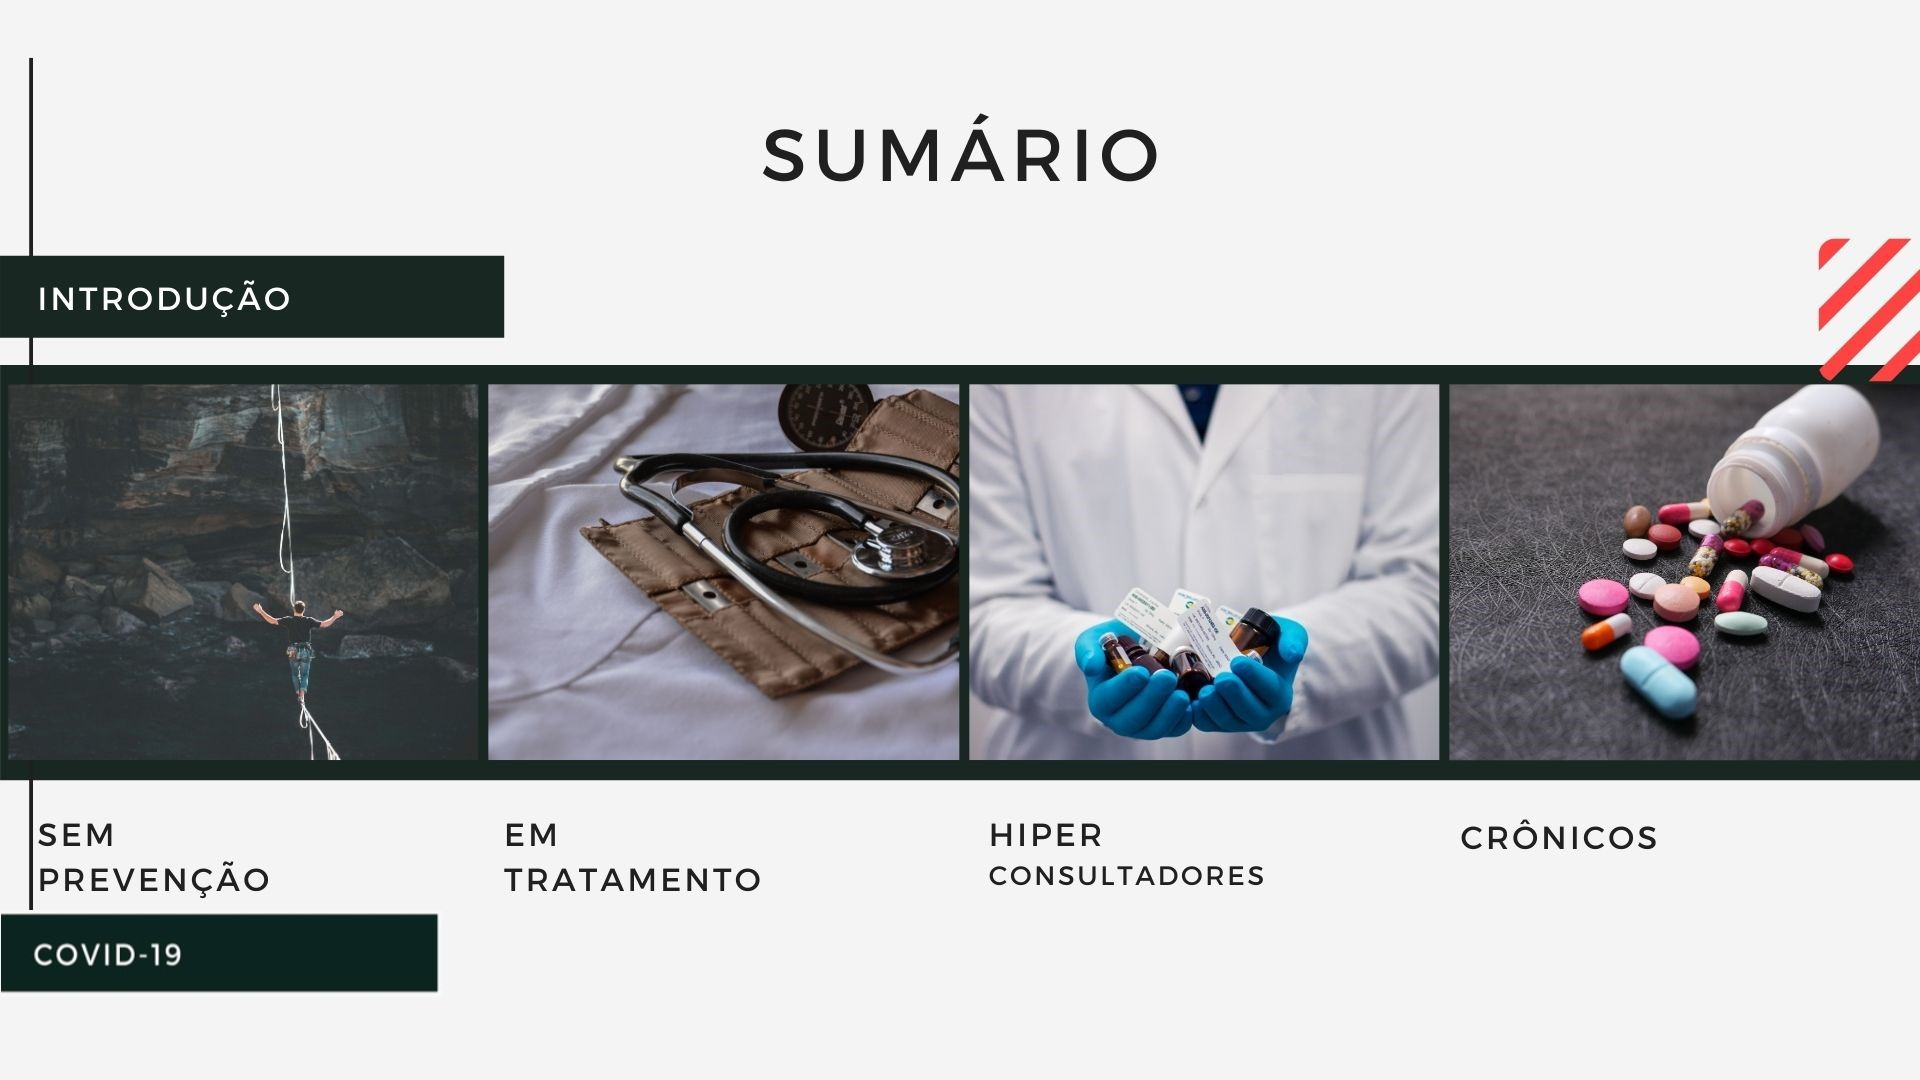 SUMÁRIO
INTRODUÇÃO
SEM
PREVENÇÃO
EM
TRATAMENTO
HIPER
CONSULTADORES
CRÔNICOS
COVID-19